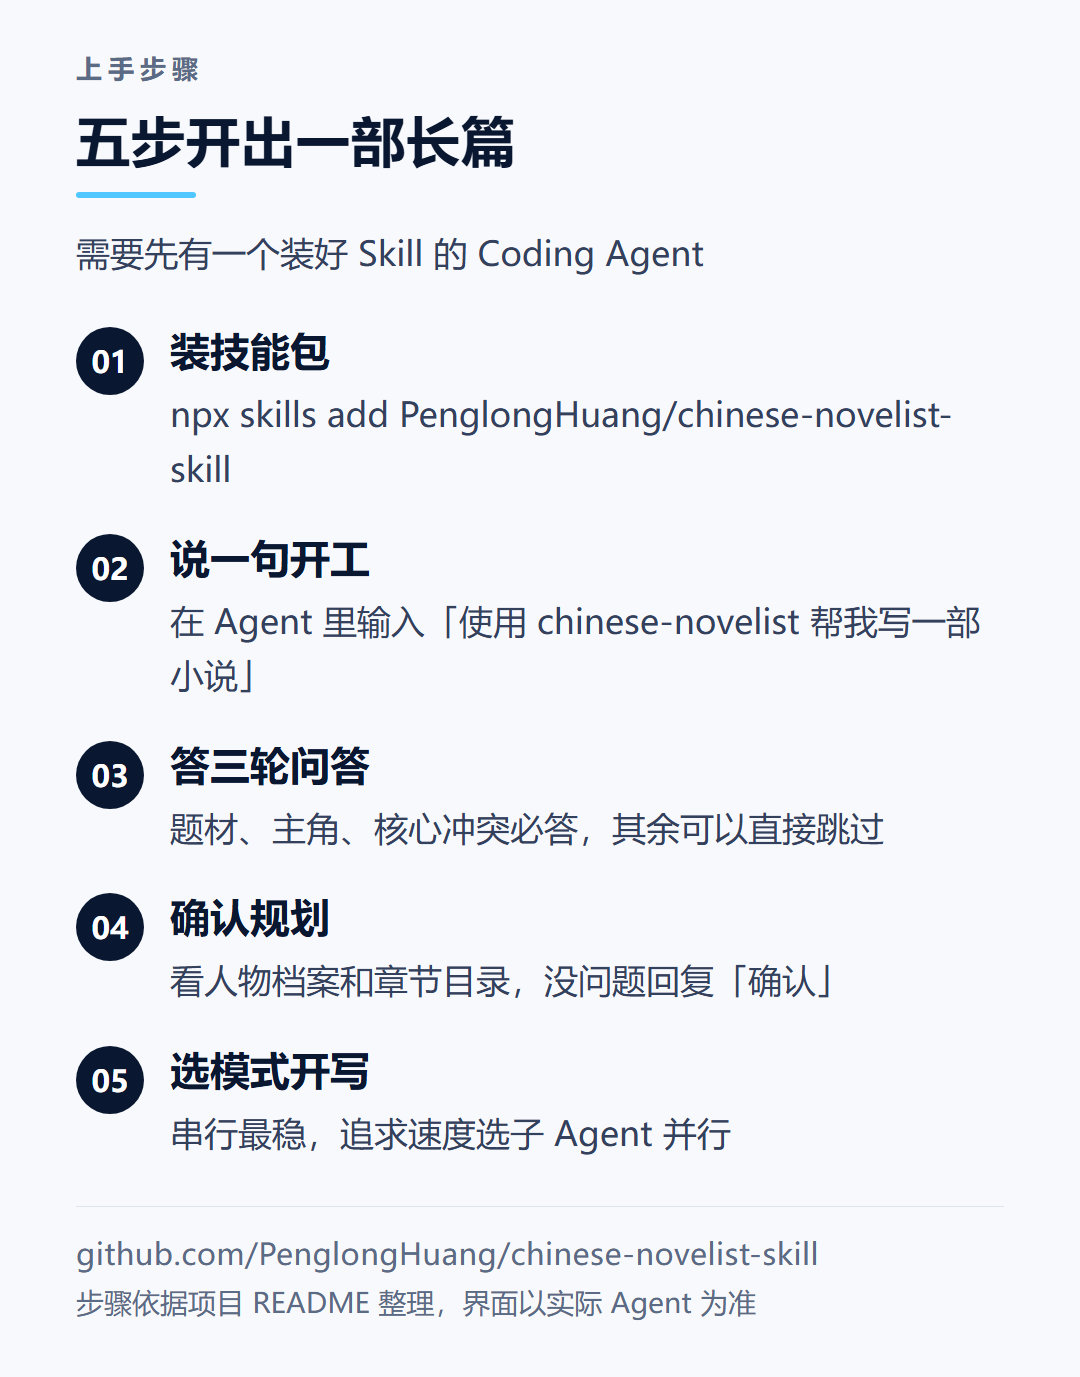 上手步骤
五步开出一部长篇
需要先有一个装好 Skill 的 Coding Agent
01
装技能包
npx skills add PenglongHuang/chinese-novelist-
skill
02
说一句开工
在 Agent 里输入「使用 chinese-novelist 帮我写一部
小说」
03
答三轮问答
题材、主角、核心冲突必答，其余可以直接跳过
04
确认规划
看人物档案和章节目录，没问题回复「确认」
05
选模式开写
串行最稳，追求速度选子 Agent 并行
github.com/PenglongHuang/chinese-novelist-skill
步骤依据项目 README 整理，界面以实际 Agent 为准